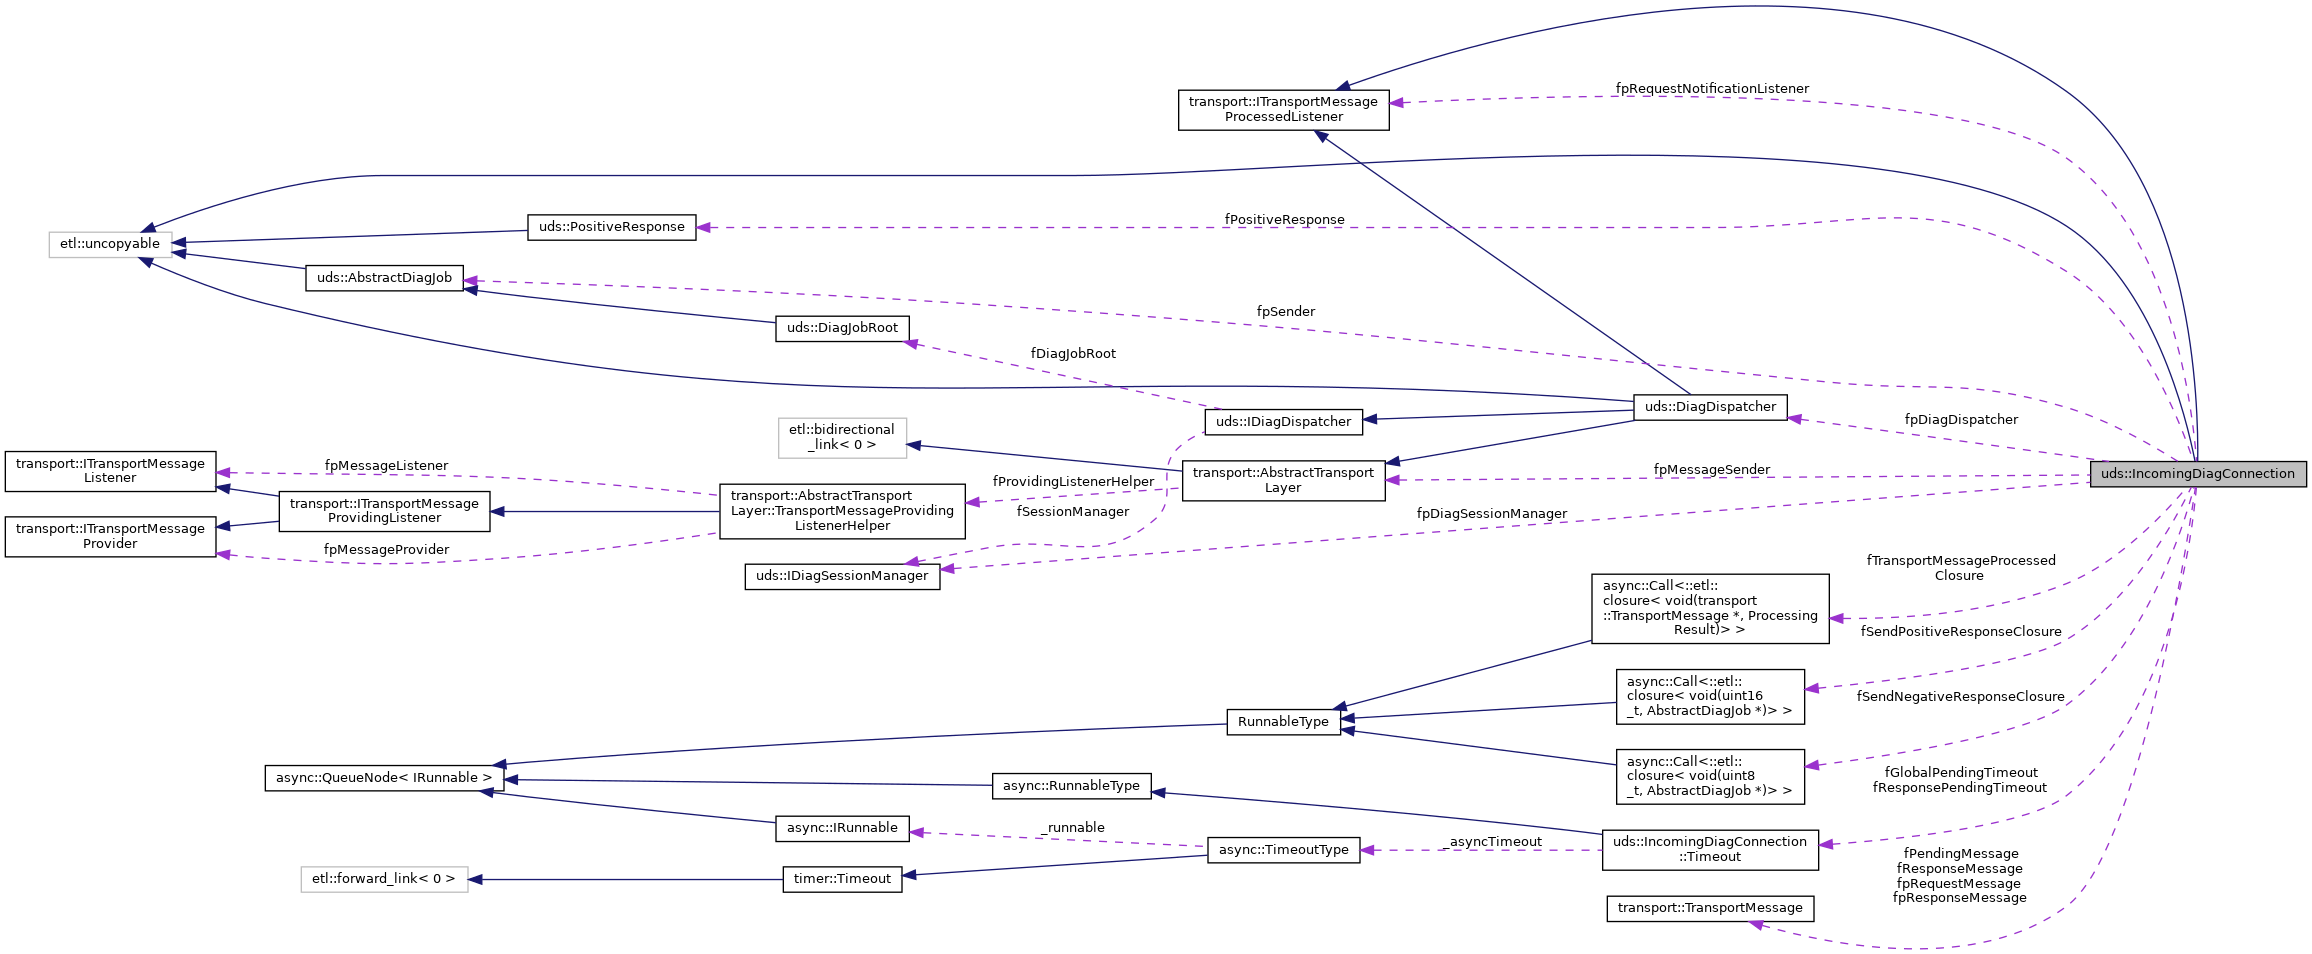 transport::ITransportMessage
ProcessedListener
fpRequestNotificationListener
etl::uncopyable
uds::PositiveResponse
fPositiveResponse
uds::AbstractDiagJob
fpSender
uds::DiagJobRoot
fDiagJobRoot
etl::bidirectional
_link< 0 >
uds::IDiagDispatcher
uds::DiagDispatcher
fpDiagDispatcher
transport::ITransportMessage
Listener
fpMessageListener
transport::ITransportMessage
ProvidingListener
transport::ITransportMessage
Provider
fpMessageProvider
transport::AbstractTransport
Layer::TransportMessageProviding
ListenerHelper
fProvidingListenerHelper
fSessionManager
transport::AbstractTransport
Layer
fpMessageSender
uds::IncomingDiagConnection
fpDiagSessionManager
uds::IDiagSessionManager
fTransportMessageProcessed
Closure
async::Call<::etl::
closure< void(transport
::TransportMessage *, Processing
Result)> >
fSendPositiveResponseClosure
async::Call<::etl::
closure< void(uint16
_t, AbstractDiagJob *)> >
fSendNegativeResponseClosure
RunnableType
async::Call<::etl::
closure< void(uint8
_t, AbstractDiagJob *)> >
async::QueueNode< IRunnable >
async::RunnableType
fGlobalPendingTimeout
fResponsePendingTimeout
async::IRunnable
_runnable
async::TimeoutType
_asyncTimeout
uds::IncomingDiagConnection
::Timeout
etl::forward_link< 0 >
timer::Timeout
fPendingMessage
fResponseMessage
fpRequestMessage
fpResponseMessage
transport::TransportMessage